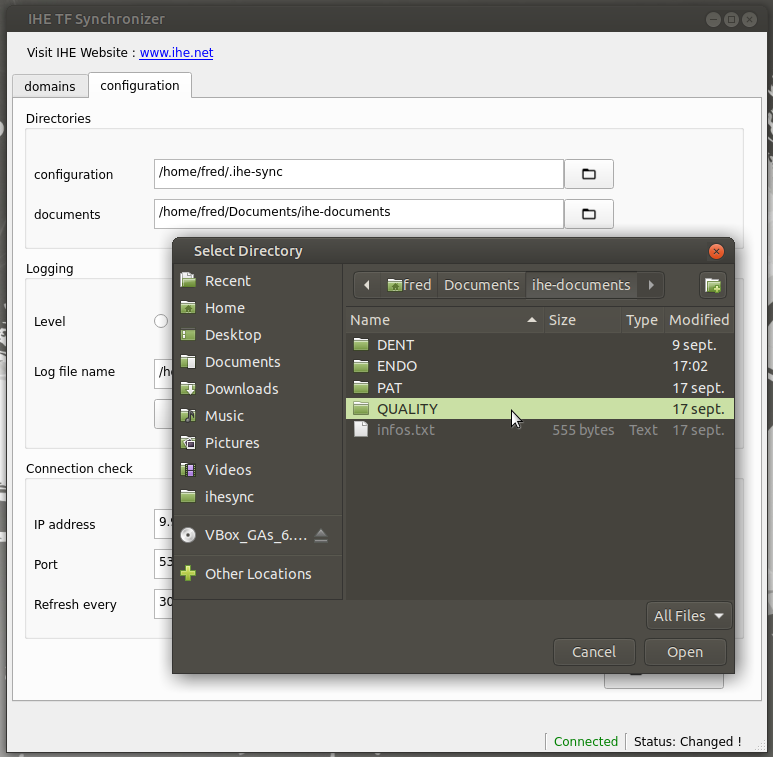 IHE TF Synchronizer
Visit IHE Website : www.ihe.net
domains configuration
Directories
configuration /home/fred/.ihe-sync
documents /home/fred/Documents/ihe-documents
Logging
Level
Log file name /h
Connection check
IP address 9.9
Port 53
Refresh every 30
Select Directory
Recent
Home
Desktop
Documents
Downloads
Music
Pictures
Videos
ihesync
VBox_GAs_6....
Other Locations
fred Documents ihe-documents
Name Size Type Modified
DENT 9 sept.
ENDO 17:02
PAT 17 sept.
QUALITY 17 sept.
infos.txt 555 bytes Text 17 sept.
All Files
Cancel Open
Connected Status: Changed !